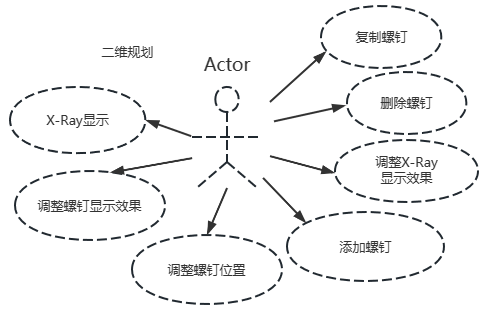 复制螺钉
二维规划
Actor
删除螺钉
X-Ray显示
调整X-Ray
显示效果
调整螺钉显示效果
添加螺钉
调整螺钉位置